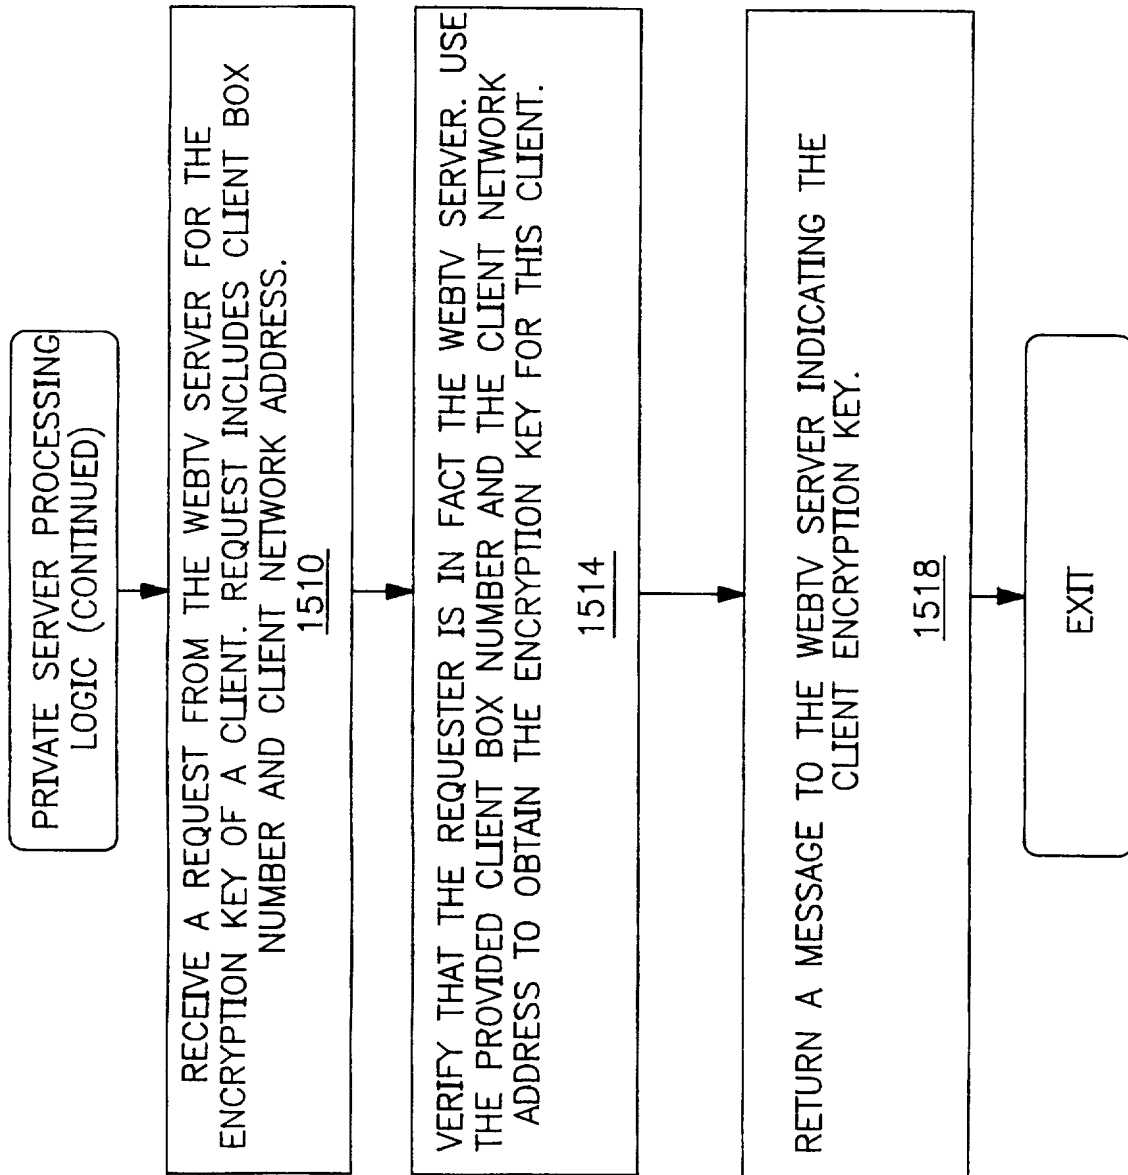 PRIVATE SERVER PROCESSING
LOGIC (CONTINUED)
RECEIVE A REQUEST FROM THE WEBTV SERVER FOR THE
ENCRYPTION KEY OF A CLIENT. REQUEST INCLUDES CLIENT BOX
NUMBER AND CLIENT NETWORK ADDRESS.
1510
VERIFY THAT THE REQUESTER IS IN FACT THE WEBTV SERVER. USE
THE PROVIDED CLIENT BOX NUMBER AND THE CLIENT NETWORK
ADDRESS TO OBTAIN THE ENCRYPTION KEY FOR THIS CLIENT.
1514
RETURN A MESSAGE TO THE WEBTV SERVER INDICATING THE
CLIENT ENCRYPTION KEY.
1518
EXIT